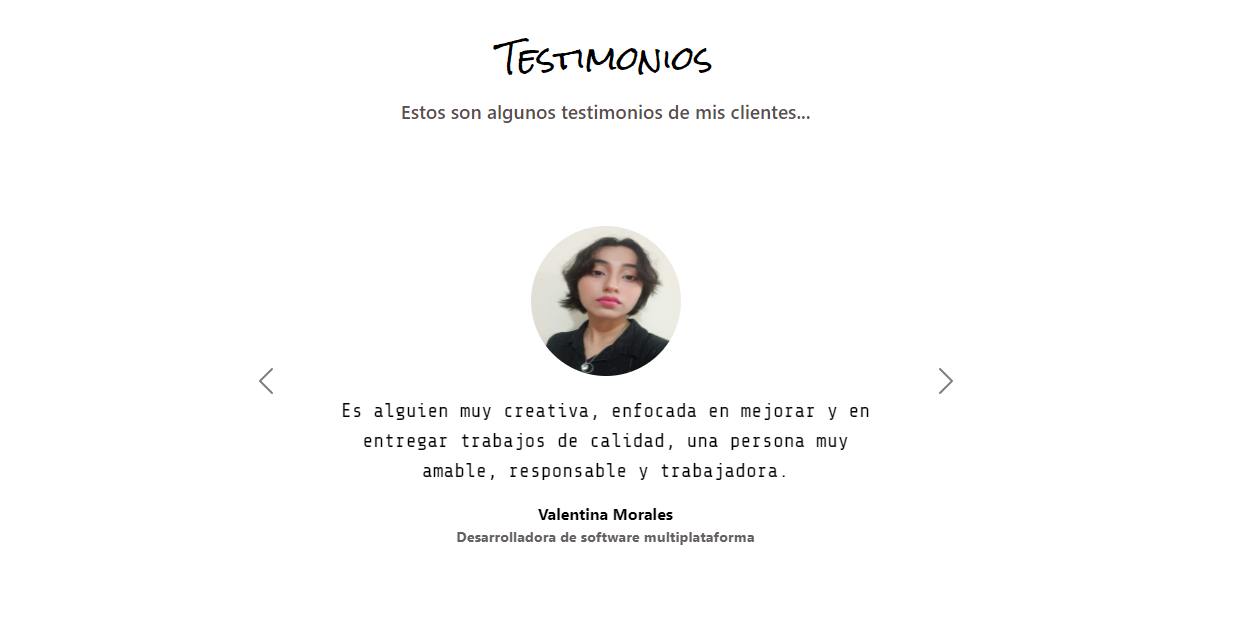 Testimonios
Estos son algunos testimonios de mis clientes...
Es alguien muy creativa, enfocada en mejorar y en
entregar trabajos de calidad, una persona muy
amable, responsable y trabajadora.
Valentina Morales
Desarrolladora de software multiplataforma